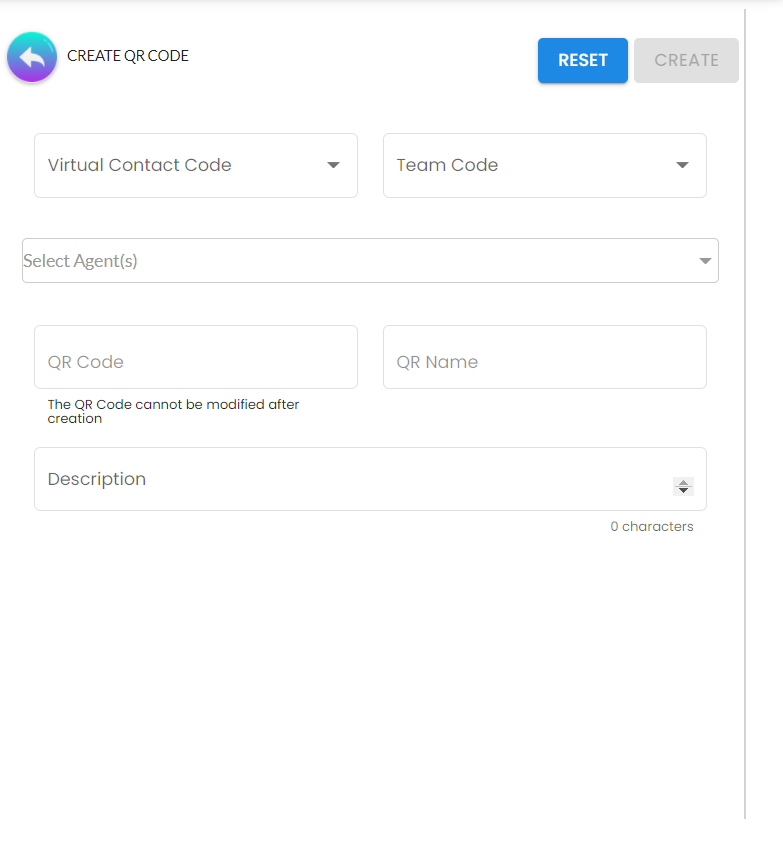 CREATE QR CODE
RESET
CREATE
Virtual Contact Code
Team Code
Select Agent(s)
QR Code
QR Name
The QR Code cannot be modified after
creation
Description
0 characters